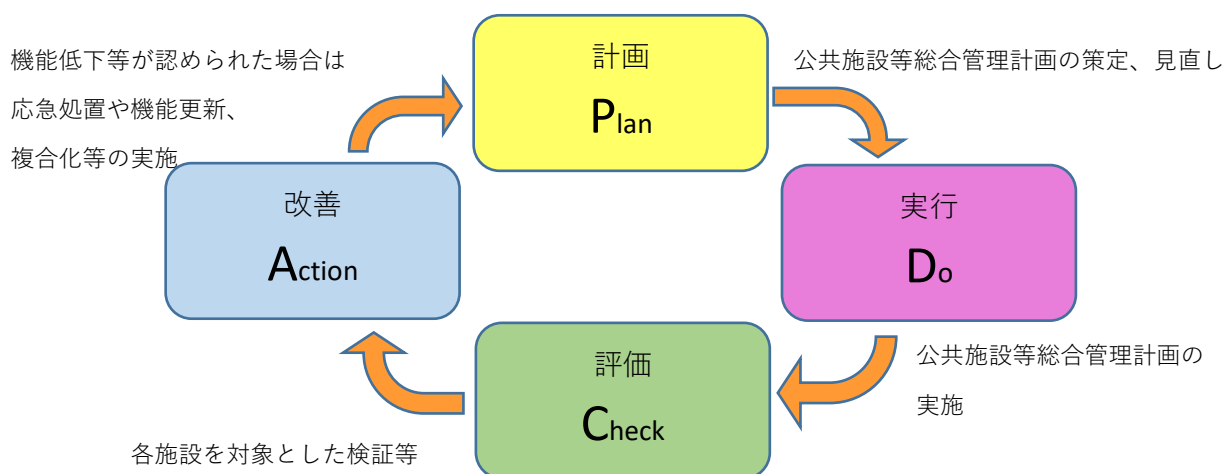 計画
Plan
公共施設等総合管理計画の策定、見直し
機能低下等が認められた場合は
応急処置や機能更新、
複合化等の実施
改善
Action
実行
Do
評価
Check
公共施設等総合管理計画の
実施
各施設を対象とした検証等